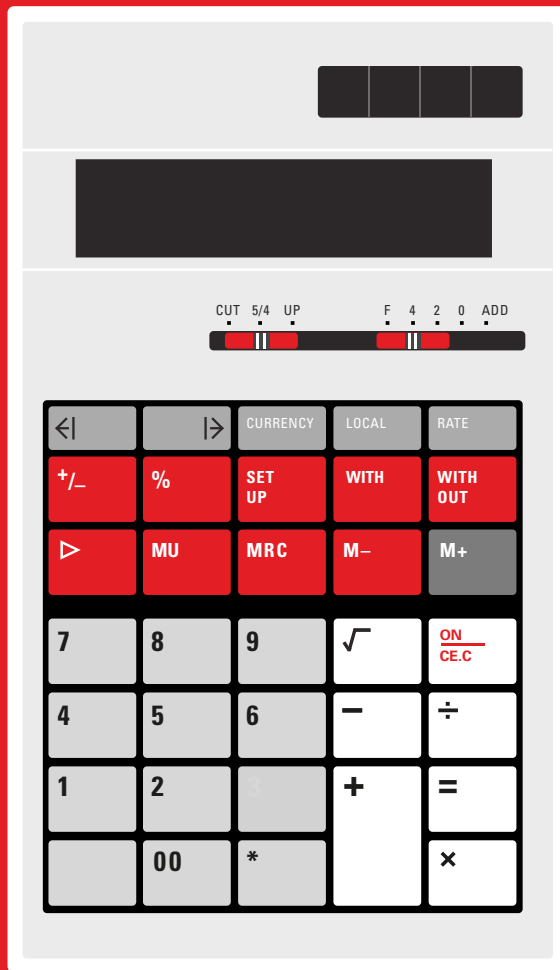 CUT 5/4 UP F 4 2 0 ADD
CURRENCY LOCAL RATE
+/− % SET UP WITH WITH OUT
MU MRC M− M+
7 8 9 √ ON CE.C
4 5 6 − ÷
1 2 3 + =
00 * ×